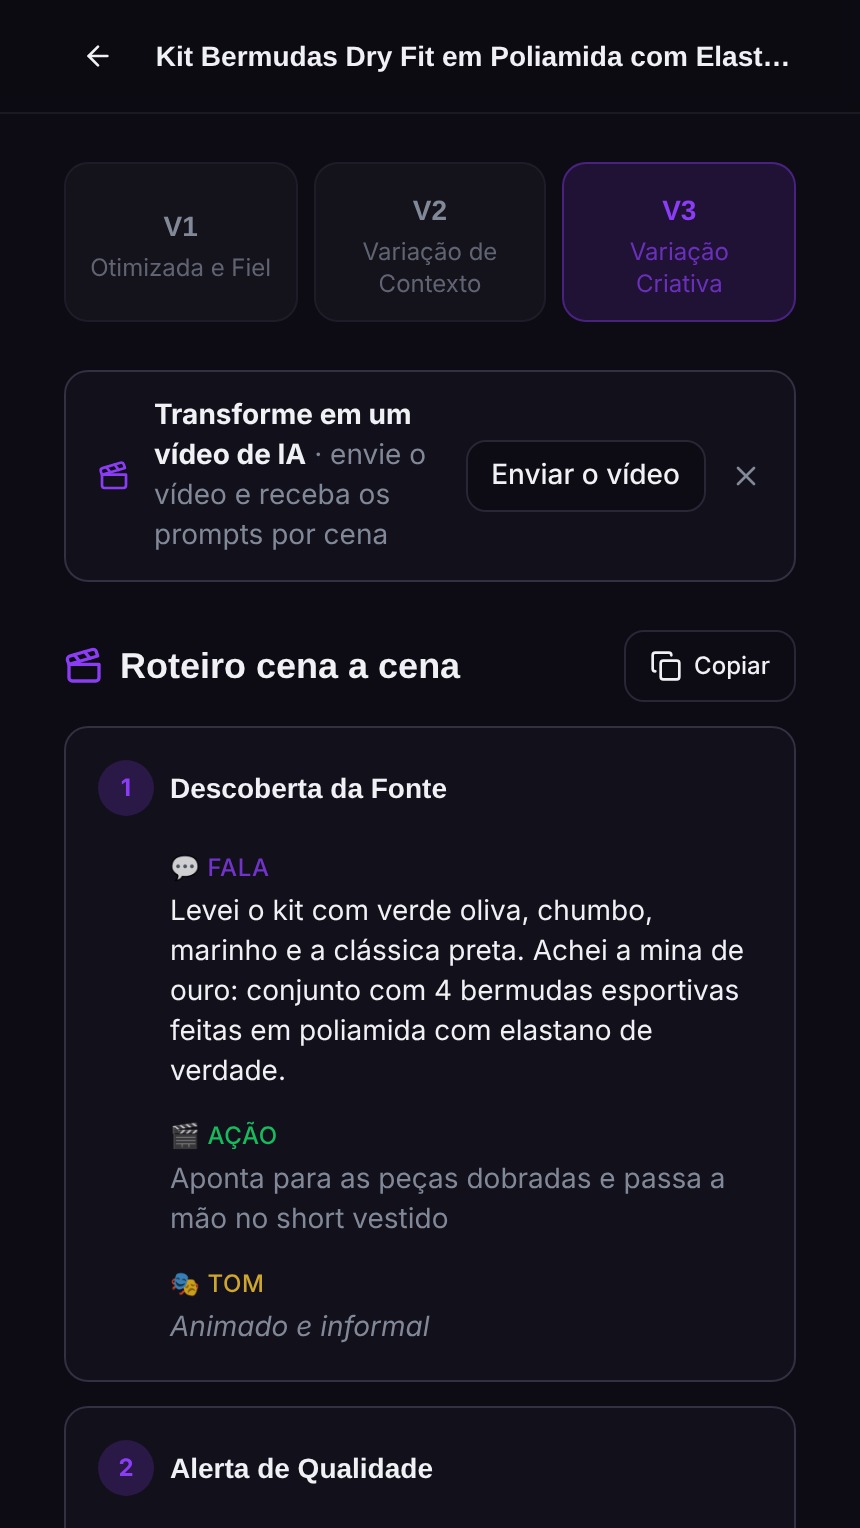 Kit Bermudas Dry Fit em Poliamida com Elast...
V1
Otimizada e Fiel
V2
Variação de
Contexto
V3
Variação
Criativa
Transforme em um
vídeo de IA · envie o
vídeo e receba os
prompts por cena
Enviar o vídeo
Roteiro cena a cena
Copiar
1
Descoberta da Fonte
💬 FALA
Levei o kit com verde oliva, chumbo,
marinho e a clássica preta. Achei a mina de
ouro: conjunto com 4 bermudas esportivas
feitas em poliamida com elastano de
verdade.
🎬 AÇÃO
Aponta para as peças dobradas e passa a
mão no short vestido
🎭 TOM
Animado e informal
2
Alerta de Qualidade